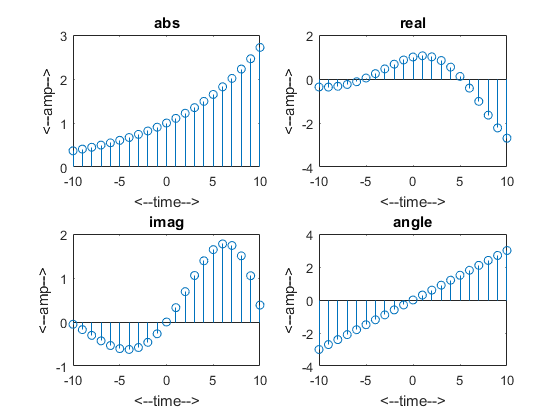 abs
3
2
1
0
<--amp-->
-10 -5 0 5 10
<--time-->
real
2
0
-2
-4
<--amp-->
-10 -5 0 5 10
<--time-->
imag
2
1
0
-1
<--amp-->
-10 -5 0 5 10
<--time-->
angle
4
2
0
-2
-4
<--amp-->
-10 -5 0 5 10
<--time-->